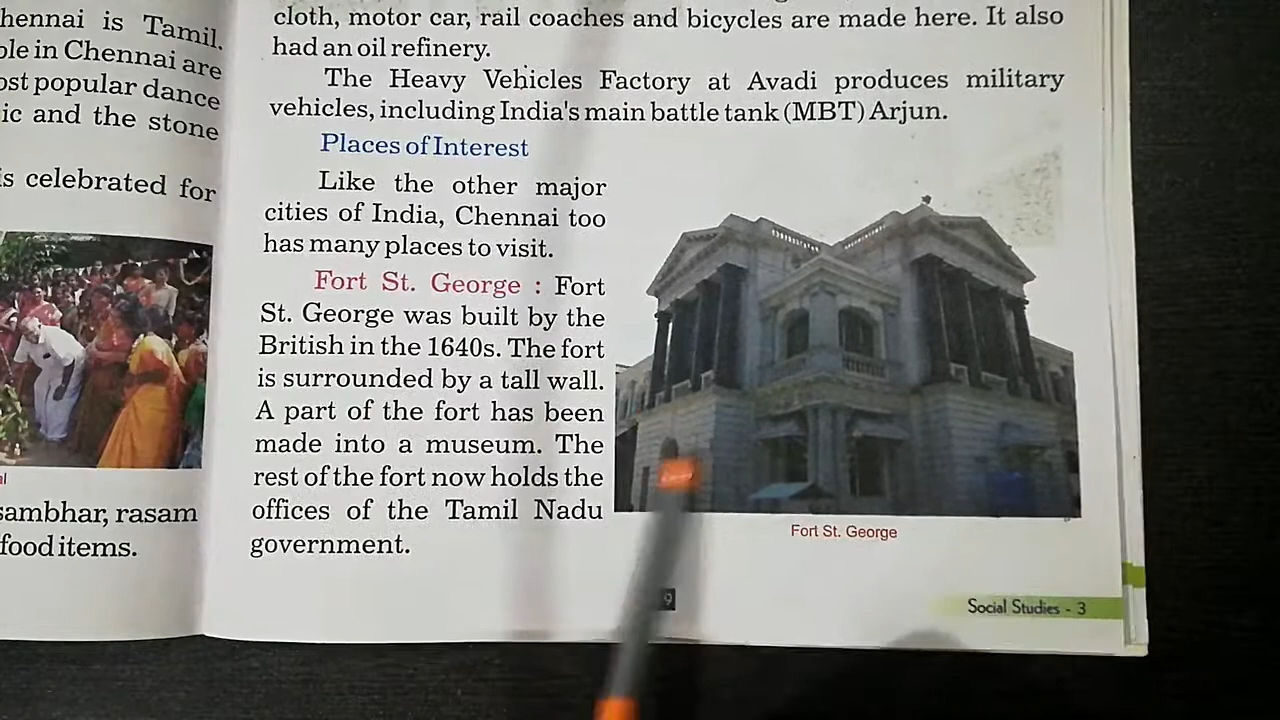 hennai is Tamil.
ple in Chennai are
ost popular dance
ic and the stone
is celebrated for
sambhar, rasam
food items.
cloth, motor car, rail coaches and bicycles are made here. It also
had an oil refinery.
The Heavy Vehicles Factory at Avadi produces military
vehicles, including India's main battle tank (MBT) Arjun.
Places of Interest
Like the other major
cities of India, Chennai too
has many places to visit.
Fort St. George : Fort
St. George was built by the
British in the 1640s. The fort
is surrounded by a tall wall.
A part of the fort has been
made into a museum. The
rest of the fort now holds the
offices of the Tamil Nadu
government.
Fort St. George
9
Social Studies - 3